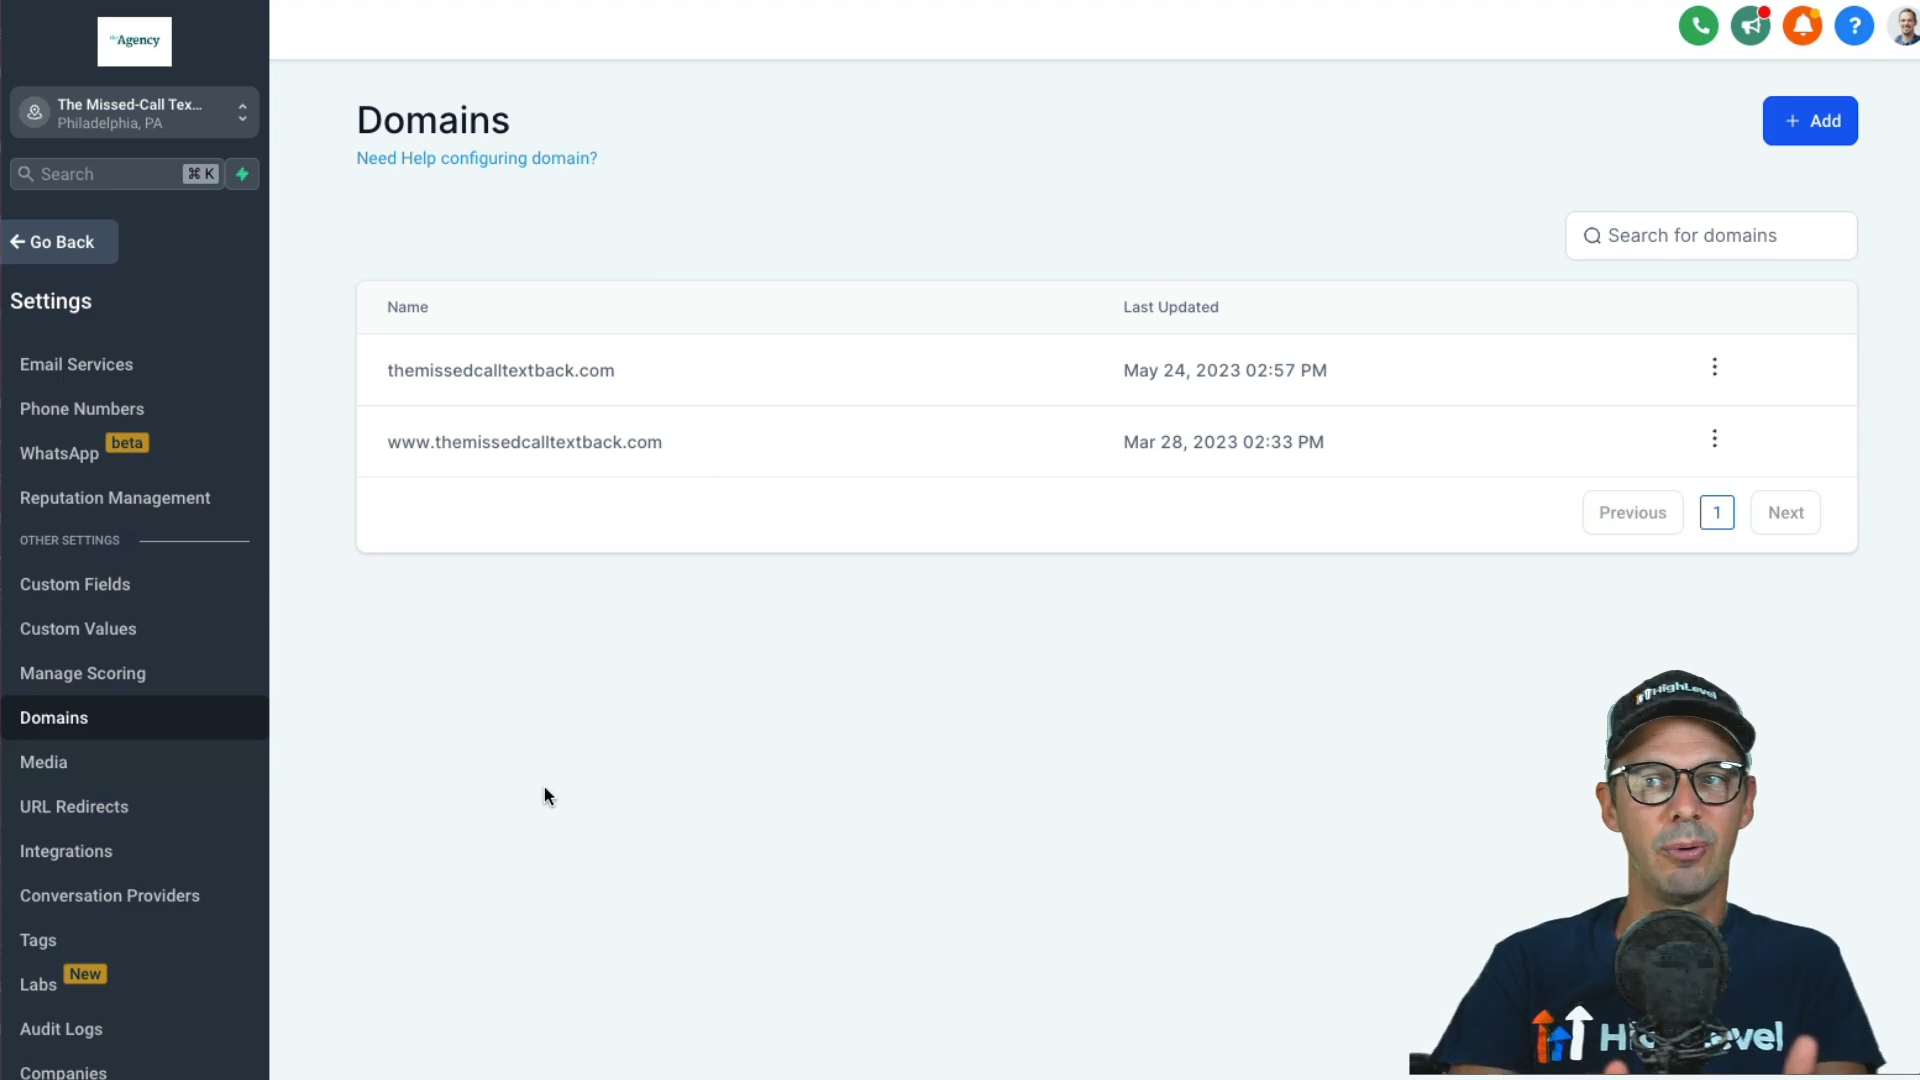 the Agency
The Missed-Call Tex...
Philadelphia, PA
Search
⌘ K
Go Back
Settings
Email Services
Phone Numbers
WhatsApp beta
Reputation Management
OTHER SETTINGS
Custom Fields
Custom Values
Manage Scoring
Domains
Media
URL Redirects
Integrations
Conversation Providers
Tags
Labs New
Audit Logs
Companies
?
Domains
Need Help configuring domain?
+ Add
Search for domains
Name Last Updated
themissedcalltextback.com May 24, 2023 02:57 PM
www.themissedcalltextback.com Mar 28, 2023 02:33 PM
Previous 1 Next
HighLevel